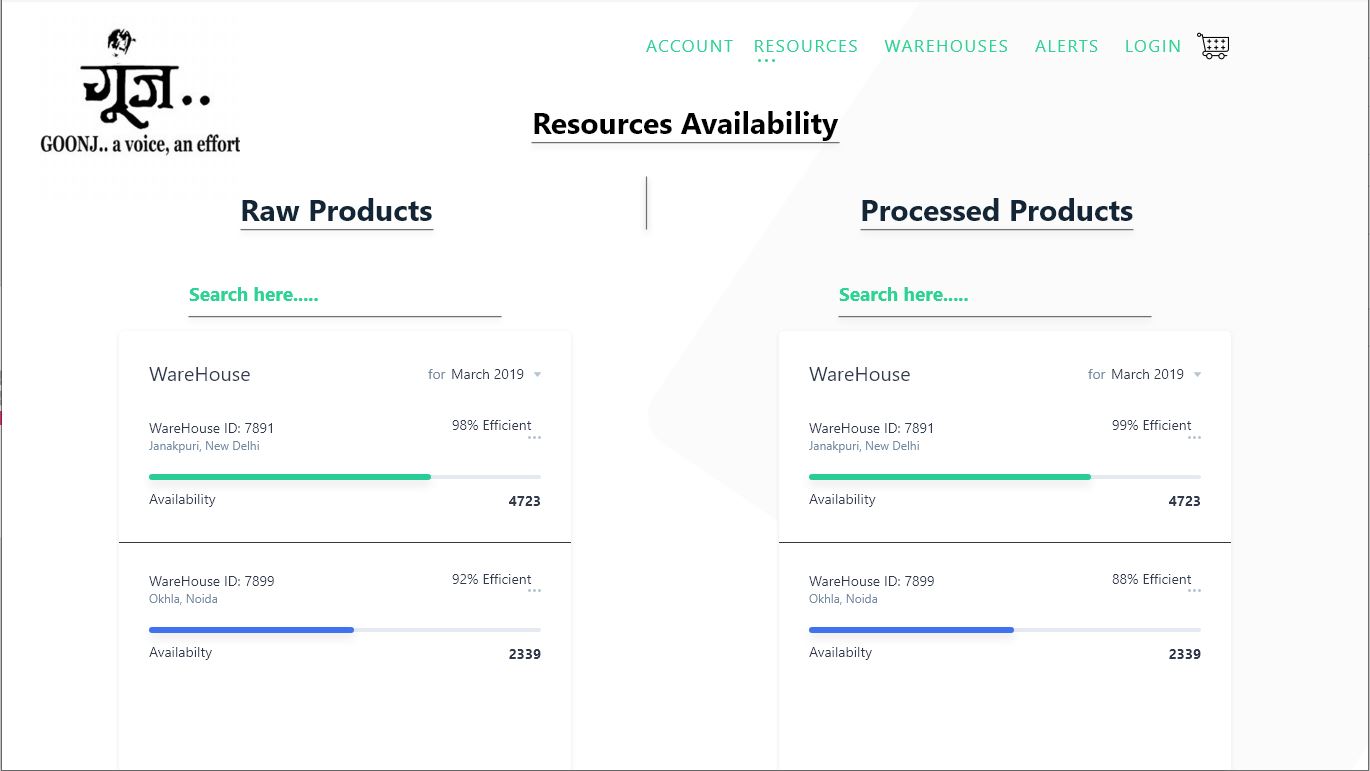 ACCOUNT RESOURCES WAREHOUSES ALERTS LOGIN
गूंज..
GOONJ.. a voice, an effort
Resources Availability
Raw Products
Search here.....
WareHouse for March 2019
WareHouse ID: 7891 98% Efficient
Janakpuri, New Delhi
Availability 4723
WareHouse ID: 7899 92% Efficient
Okhla, Noida
Availabilty 2339
Processed Products
Search here.....
WareHouse for March 2019
WareHouse ID: 7891 99% Efficient
Janakpuri, New Delhi
Availability 4723
WareHouse ID: 7899 88% Efficient
Okhla, Noida
Availabilty 2339